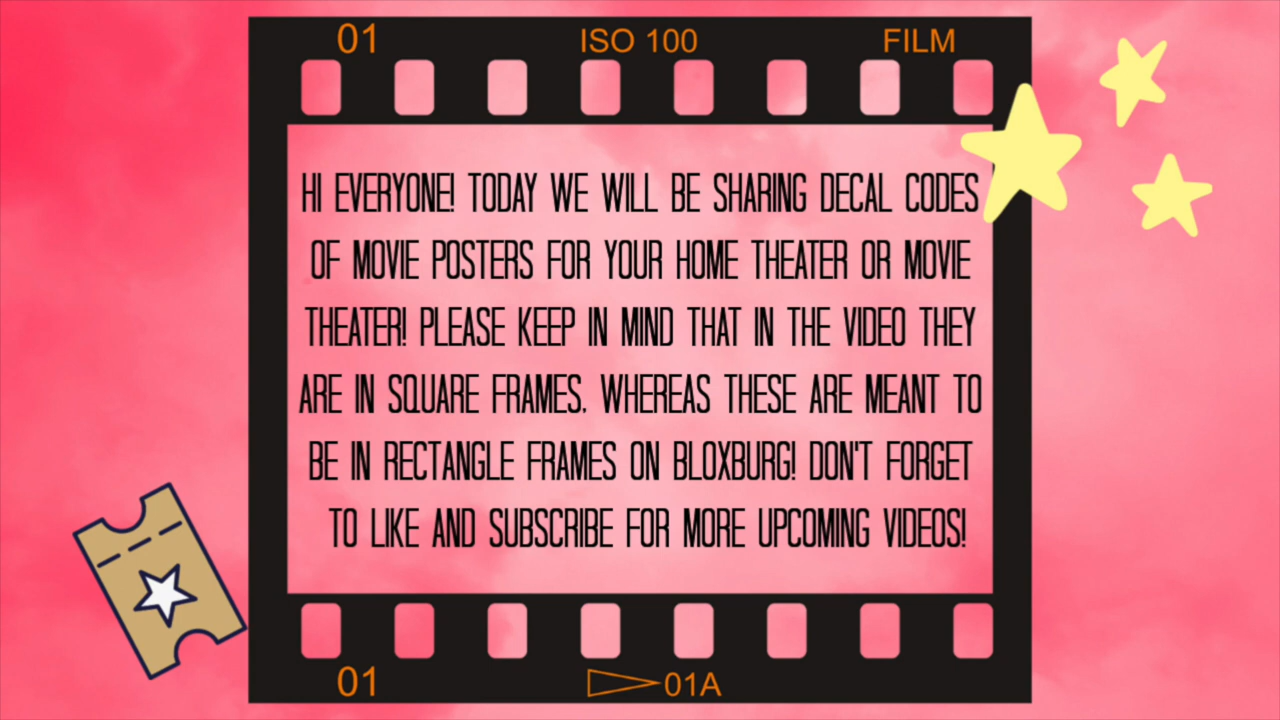 01 ISO 100 FILM
HI EVERYONE! TODAY WE WILL BE SHARING DECAL CODES
OF MOVIE POSTERS FOR YOUR HOME THEATER OR MOVIE
THEATER! PLEASE KEEP IN MIND THAT IN THE VIDEO THEY
ARE IN SQUARE FRAMES, WHEREAS THESE ARE MEANT TO
BE IN RECTANGLE FRAMES ON BLOXBURG! DON'T FORGET
TO LIKE AND SUBSCRIBE FOR MORE UPCOMING VIDEOS!
01 01A